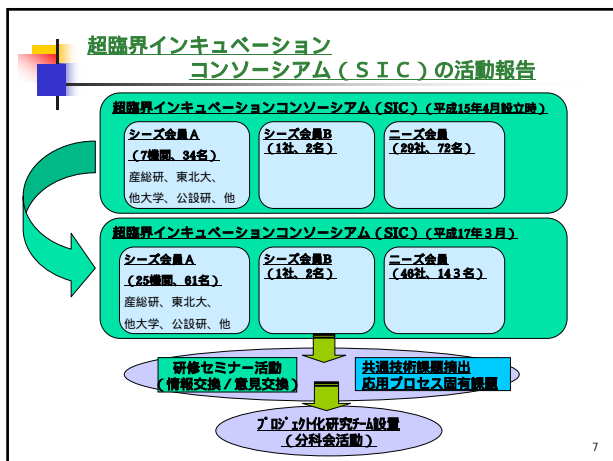 超臨界インキュベーション
コンソーシアム(SIC)の活動報告
超臨界インキュベーションコンソーシアム(SIC)(平成15年4月設立時)
シーズ会員A
(7機関、34名)
産総研、東北大、
他大学、公設研、他
シーズ会員B
(1社、2名)
ニーズ会員
(29社、72名)
超臨界インキュベーションコンソーシアム(SIC)(平成17年3月)
シーズ会員A
(25機関、61名)
産総研、東北大、
他大学、公設研、他
シーズ会員B
(1社、2名)
ニーズ会員
(46社、143名)
研修セミナー活動
(情報交換/意見交換)
共通技術課題摘出
応用プロセス固有課題
プロジェクト化研究チーム設置
(分科会活動)
7